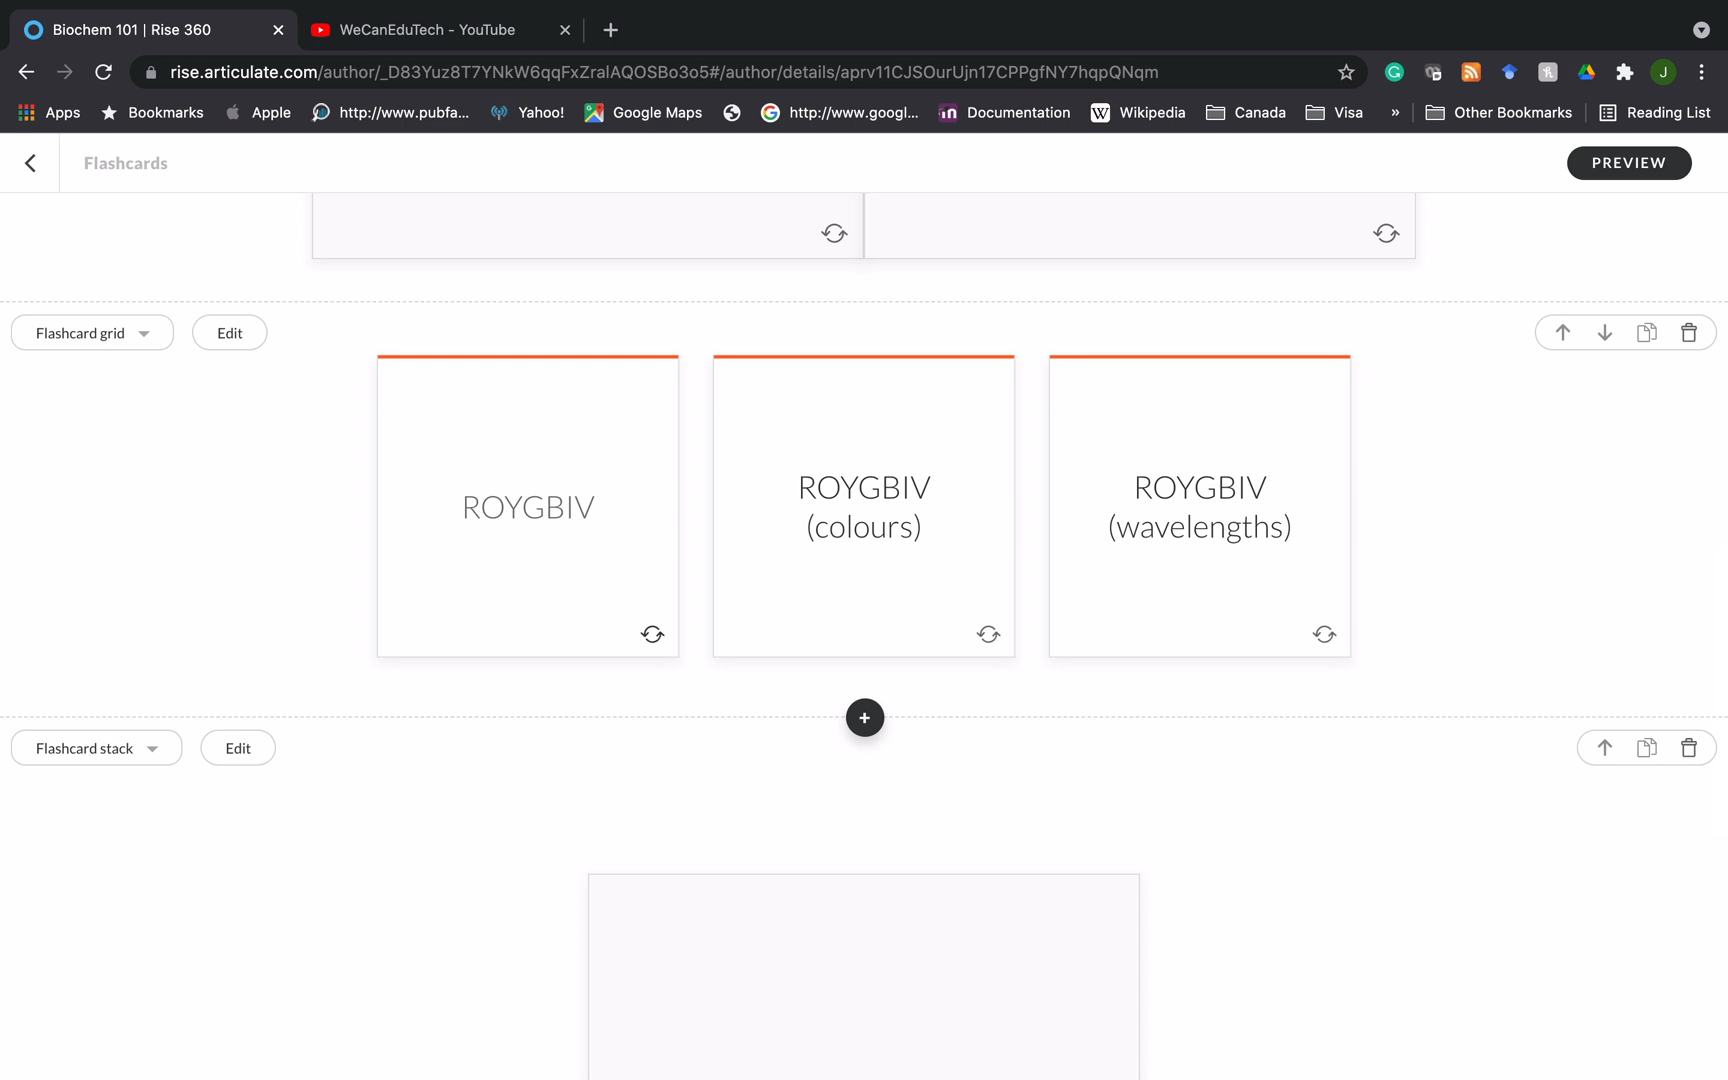 Biochem 101 | Rise 360
WeCanEduTech - YouTube
rise.articulate.com/author/_D83Yuz8T7YNkW6qqFxZralAQOSBo3o5#/author/details/aprv11CJSOurUjn17CPPgfNY7hqpQNqm
J
Apps
Bookmarks
Apple
http://www.pubfa...
Yahoo!
Google Maps
http://www.googl...
Documentation
Wikipedia
Canada
Visa
»
Other Bookmarks
Reading List
Flashcards
PREVIEW
Flashcard grid
Edit
ROYGBIV
ROYGBIV
(colours)
ROYGBIV
(wavelengths)
Flashcard stack
Edit